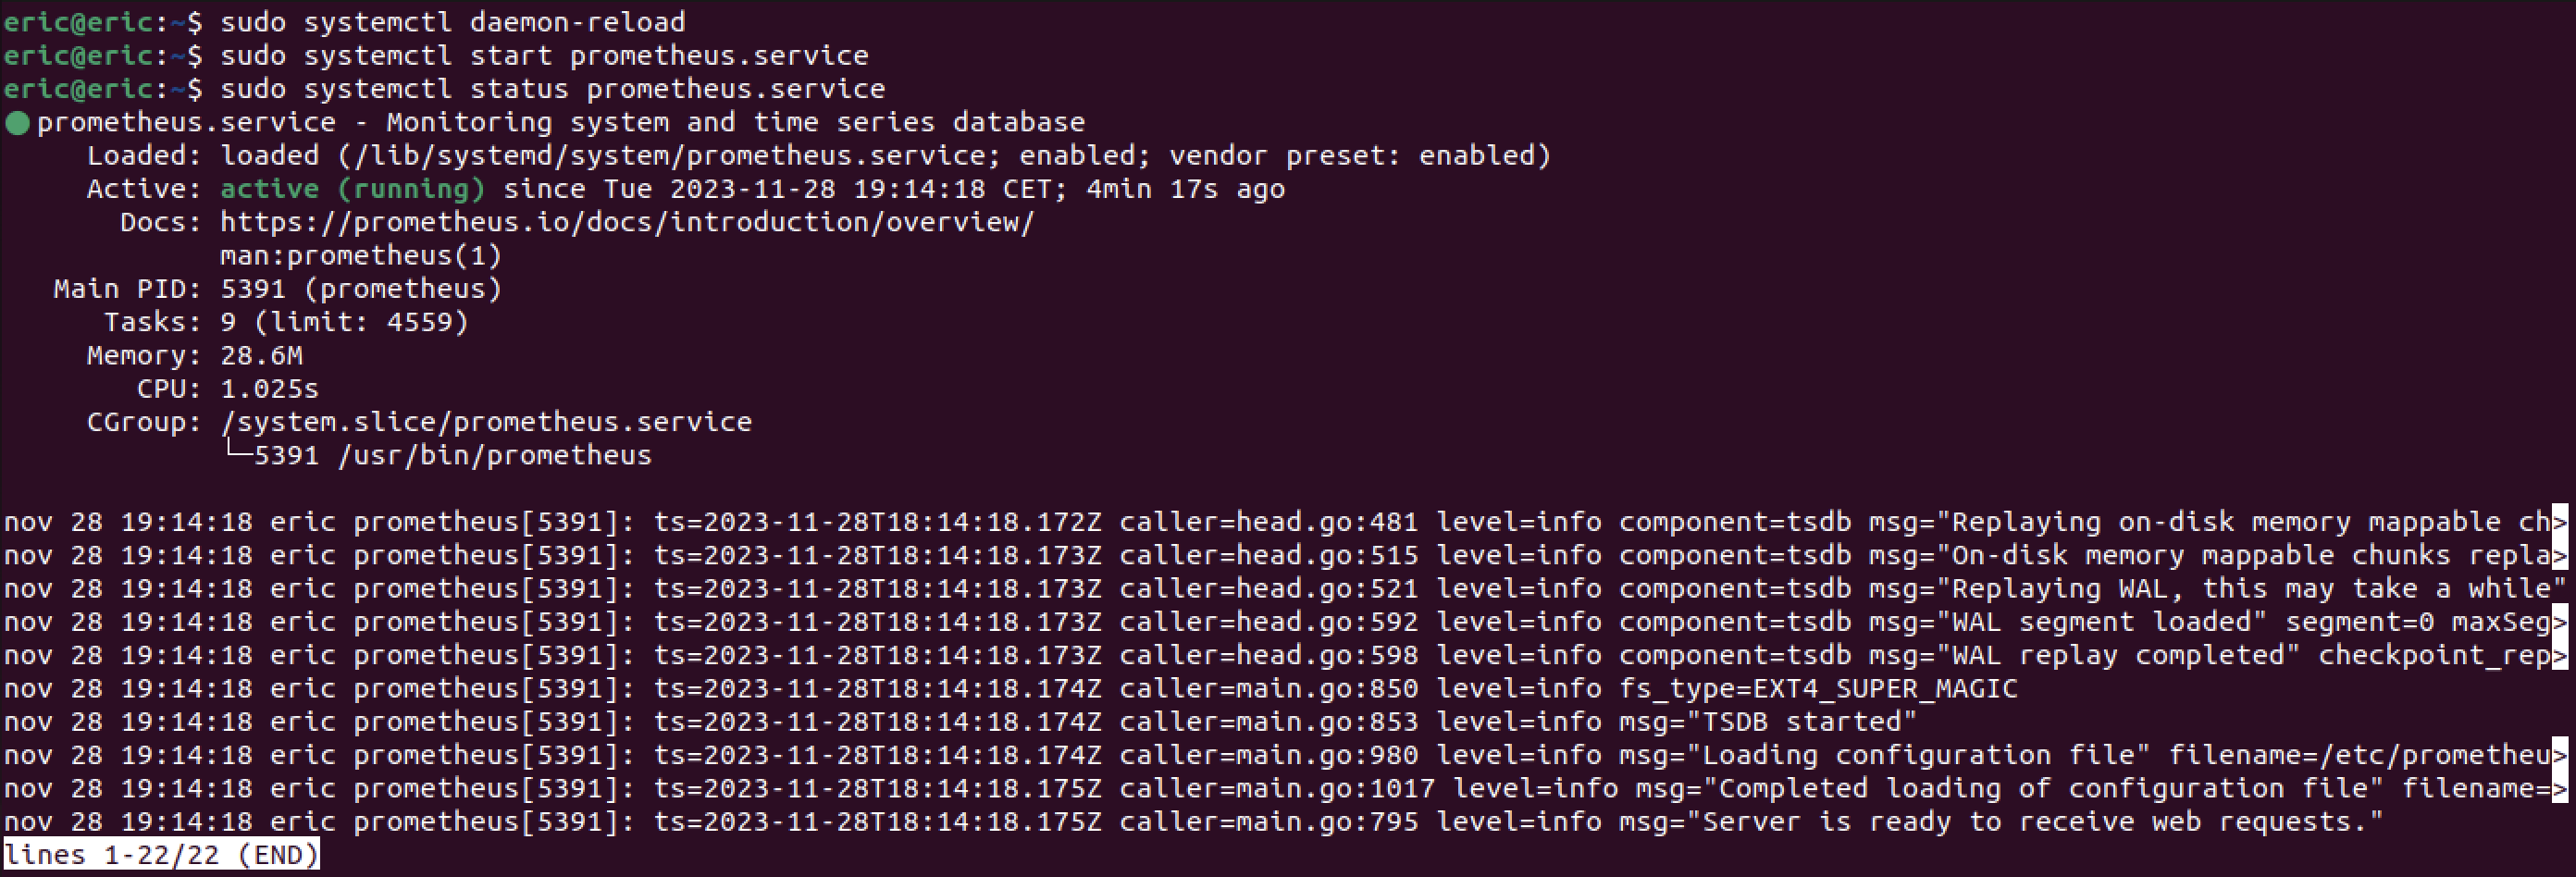 eric@eric:~$ sudo systemctl daemon-reload
eric@eric:~$ sudo systemctl start prometheus.service
eric@eric:~$ sudo systemctl status prometheus.service
● prometheus.service - Monitoring system and time series database
     Loaded: loaded (/lib/systemd/system/prometheus.service; enabled; vendor preset: enabled)
     Active: active (running) since Tue 2023-11-28 19:14:18 CET; 4min 17s ago
       Docs: https://prometheus.io/docs/introduction/overview/
             man:prometheus(1)
   Main PID: 5391 (prometheus)
      Tasks: 9 (limit: 4559)
     Memory: 28.6M
        CPU: 1.025s
     CGroup: /system.slice/prometheus.service
             └─5391 /usr/bin/prometheus
nov 28 19:14:18 eric prometheus[5391]: ts=2023-11-28T18:14:18.172Z caller=head.go:481 level=info component=tsdb msg="Replaying on-disk memory mappable ch>
nov 28 19:14:18 eric prometheus[5391]: ts=2023-11-28T18:14:18.173Z caller=head.go:515 level=info component=tsdb msg="On-disk memory mappable chunks repla>
nov 28 19:14:18 eric prometheus[5391]: ts=2023-11-28T18:14:18.173Z caller=head.go:521 level=info component=tsdb msg="Replaying WAL, this may take a while"
nov 28 19:14:18 eric prometheus[5391]: ts=2023-11-28T18:14:18.173Z caller=head.go:592 level=info component=tsdb msg="WAL segment loaded" segment=0 maxSeg>
nov 28 19:14:18 eric prometheus[5391]: ts=2023-11-28T18:14:18.173Z caller=head.go:598 level=info component=tsdb msg="WAL replay completed" checkpoint_rep>
nov 28 19:14:18 eric prometheus[5391]: ts=2023-11-28T18:14:18.174Z caller=main.go:850 level=info fs_type=EXT4_SUPER_MAGIC
nov 28 19:14:18 eric prometheus[5391]: ts=2023-11-28T18:14:18.174Z caller=main.go:853 level=info msg="TSDB started"
nov 28 19:14:18 eric prometheus[5391]: ts=2023-11-28T18:14:18.174Z caller=main.go:980 level=info msg="Loading configuration file" filename=/etc/prometheu>
nov 28 19:14:18 eric prometheus[5391]: ts=2023-11-28T18:14:18.175Z caller=main.go:1017 level=info msg="Completed loading of configuration file" filename=>
nov 28 19:14:18 eric prometheus[5391]: ts=2023-11-28T18:14:18.175Z caller=main.go:795 level=info msg="Server is ready to receive web requests."
lines 1-22/22 (END)